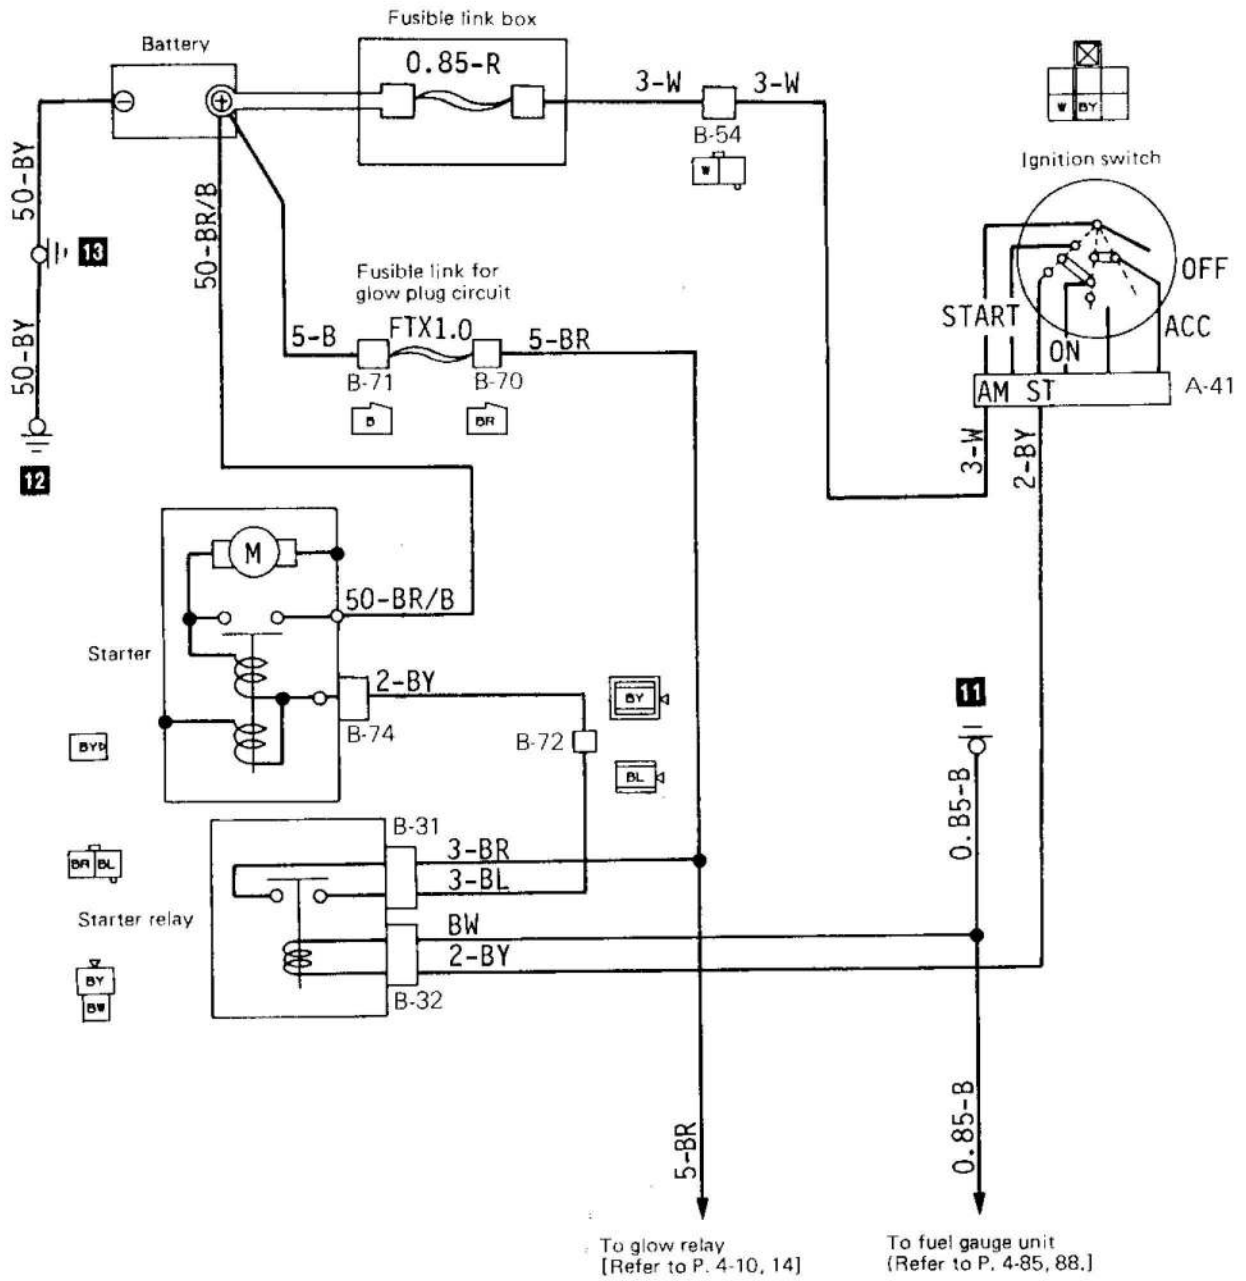 Fusible link box
Battery
0.85-R
3-W
3-W
B-54
W
W BY
Ignition switch
50-BY
50-BR/B
13
Fusible link for
glow plug circuit
OFF
START
ACC
ON
5-B
FTX1.0
5-BR
50-BY
B-71
B-70
AM ST
A-41
B
BR
3-W
2-BY
12
M
50-BR/B
Starter
2-BY
BY
11
B-74
B-72
BY
BL
0.85-B
B-31
3-BR
BR BL
3-BL
Starter relay
BW
2-BY
BY
BW
B-32
5-BR
0.85-B
To glow relay
[Refer to P. 4-10, 14]
To fuel gauge unit
(Refer to P. 4-85, 88.]